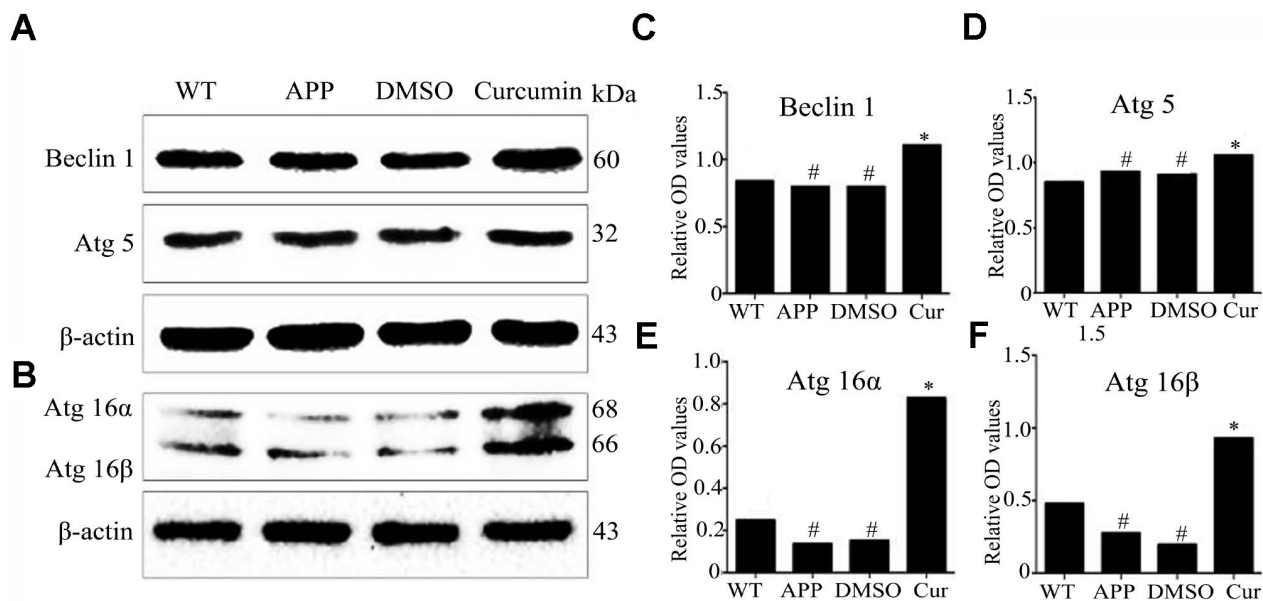 A
WT APP DMSO Curcumin kDa
Beclin 1 60
Atg 5 32
β-actin 43
B
Atg 16α 68
66
Atg 16β
β-actin 43
C
Beclin 1
Relative OD values
1.5
1.0
0.5
0
# # *
WT APP DMSO Cur
D
Atg 5
Relative OD values
1.5
1.0
0.5
0
# # *
WT APP DMSO Cur
E
Atg 16α
Relative OD values
1.0
0.8
0.6
0.4
0.2
0
# # *
WT APP DMSO Cur
F
1.5
Atg 16β
Relative OD values
1.5
1.0
0.5
0
# # *
WT APP DMSO Cur